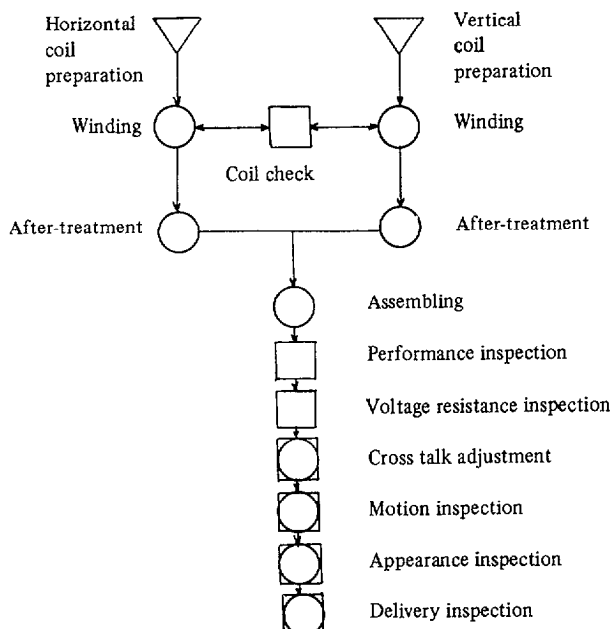 Horizontal
coil
preparation
Vertical
coil
preparation
Winding
Winding
Coil check
After-treatment
After-treatment
Assembling
Performance inspection
Voltage resistance inspection
Cross talk adjustment
Motion inspection
Appearance inspection
Delivery inspection